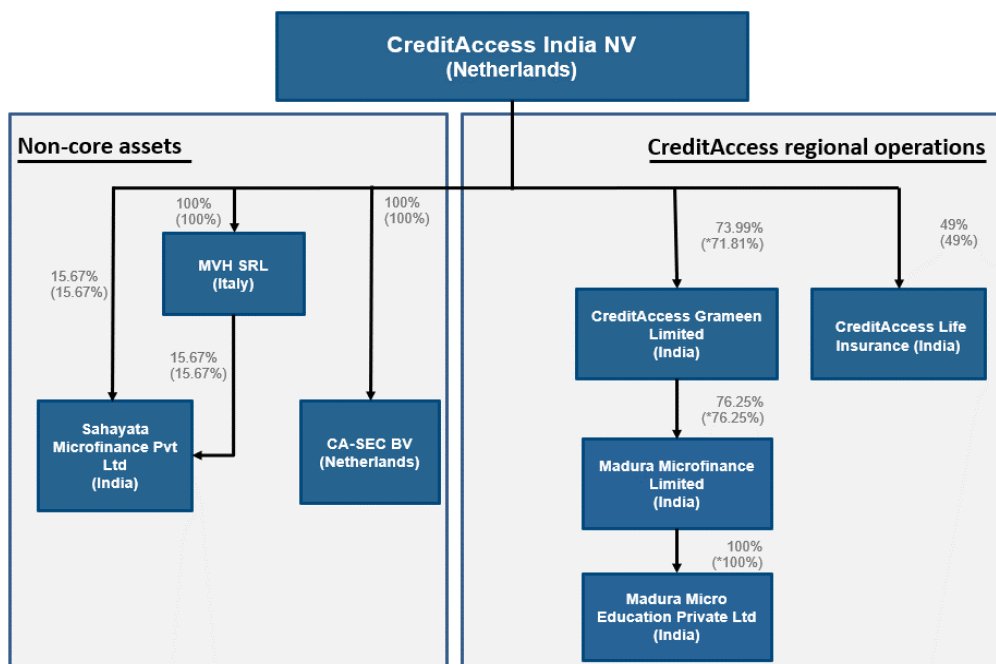 CreditAccess India NV
(Netherlands)
Non-core assets
CreditAccess regional operations
100%
(100%)
100%
(100%)
73.99%
(*71.81%)
49%
(49%)
15.67%
(15.67%)
MVH SRL
(Italy)
CreditAccess Grameen
Limited
(India)
CreditAccess Life
Insurance (India)
15.67%
(15.67%)
76.25%
(*76.25%)
Sahayata
Microfinance Pvt
Ltd
(India)
CA-SEC BV
(Netherlands)
Madura Microfinance
Limited
(India)
100%
(*100%)
Madura Micro
Education Private Ltd
(India)